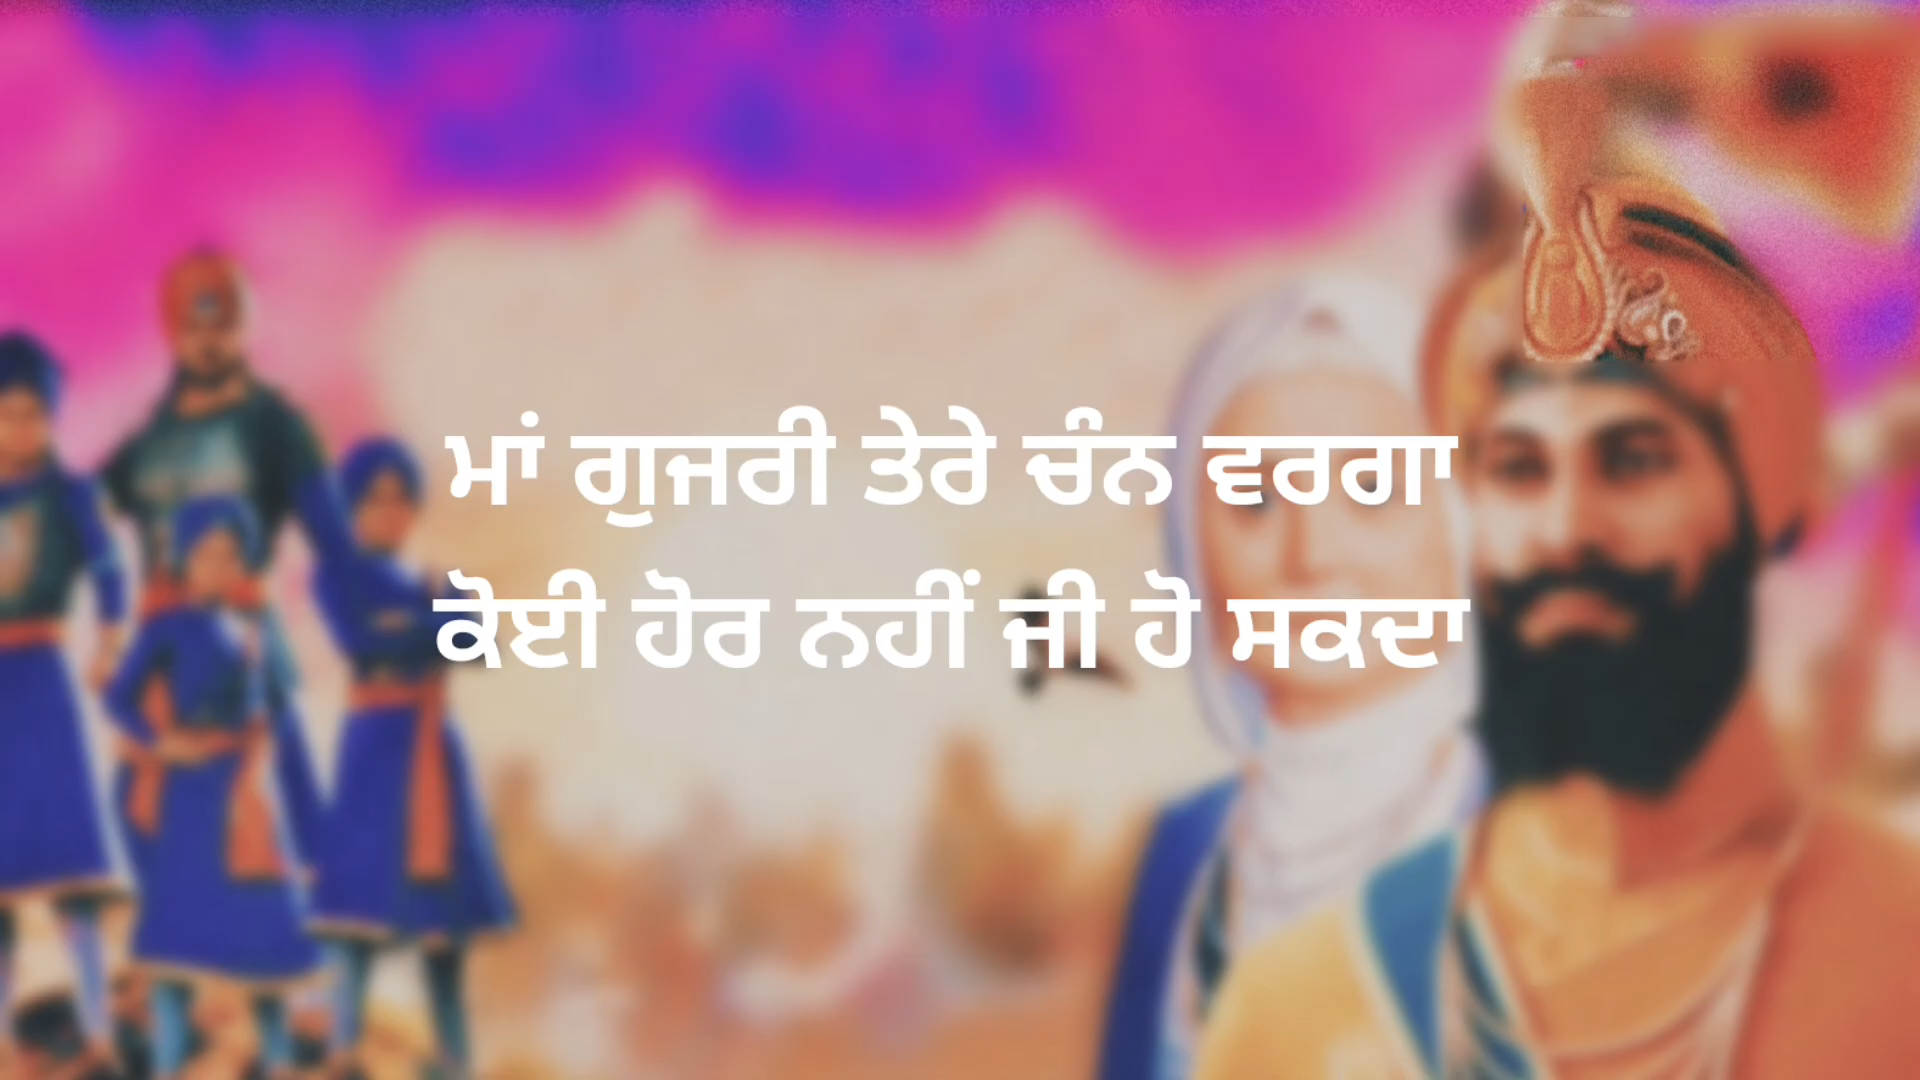 ਮਾਂ ਗੁਜਰੀ ਤੇਰੇ ਚੰਨ ਵਰਗਾ
ਕੋਈ ਹੋਰ ਨਹੀਂ ਜੀ ਹੋ ਸਕਦਾ